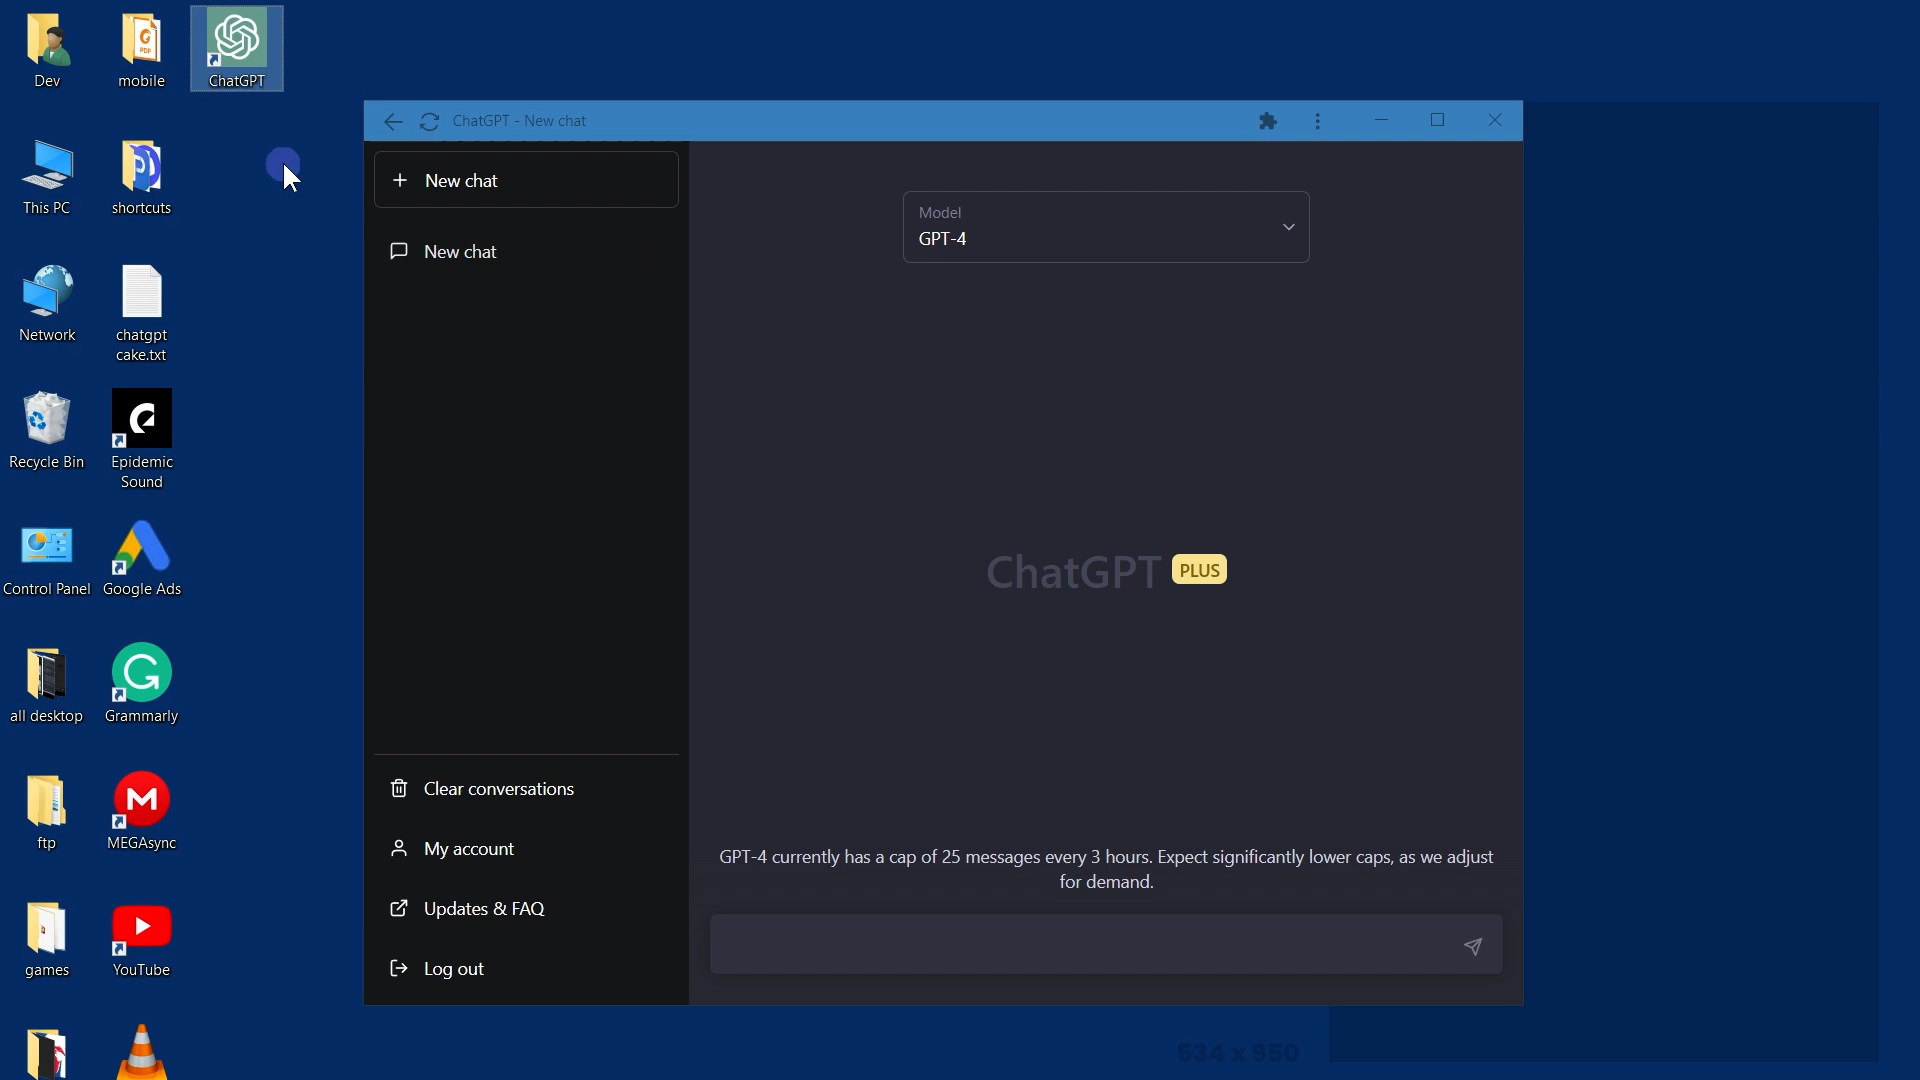 Dev
mobile
ChatGPT
This PC
shortcuts
Network
chatgpt
cake.txt
Recycle Bin
Epidemic
Sound
Control Panel
Google Ads
all desktop
Grammarly
ftp
MEGAsync
games
YouTube
PDF
ChatGPT - New chat
New chat
New chat
Clear conversations
My account
Updates & FAQ
Log out
Model
GPT-4
ChatGPT PLUS
GPT-4 currently has a cap of 25 messages every 3 hours. Expect significantly lower caps, as we adjust
for demand.
534 x 950